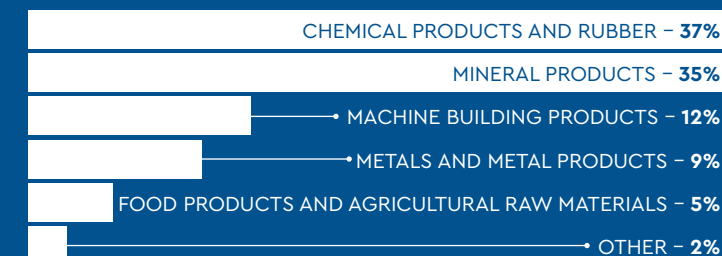 CHEMICAL PRODUCTS AND RUBBER – 37%
MINERAL PRODUCTS – 35%
MACHINE BUILDING PRODUCTS – 12%
METALS AND METAL PRODUCTS – 9%
FOOD PRODUCTS AND AGRICULTURAL RAW MATERIALS – 5%
OTHER – 2%